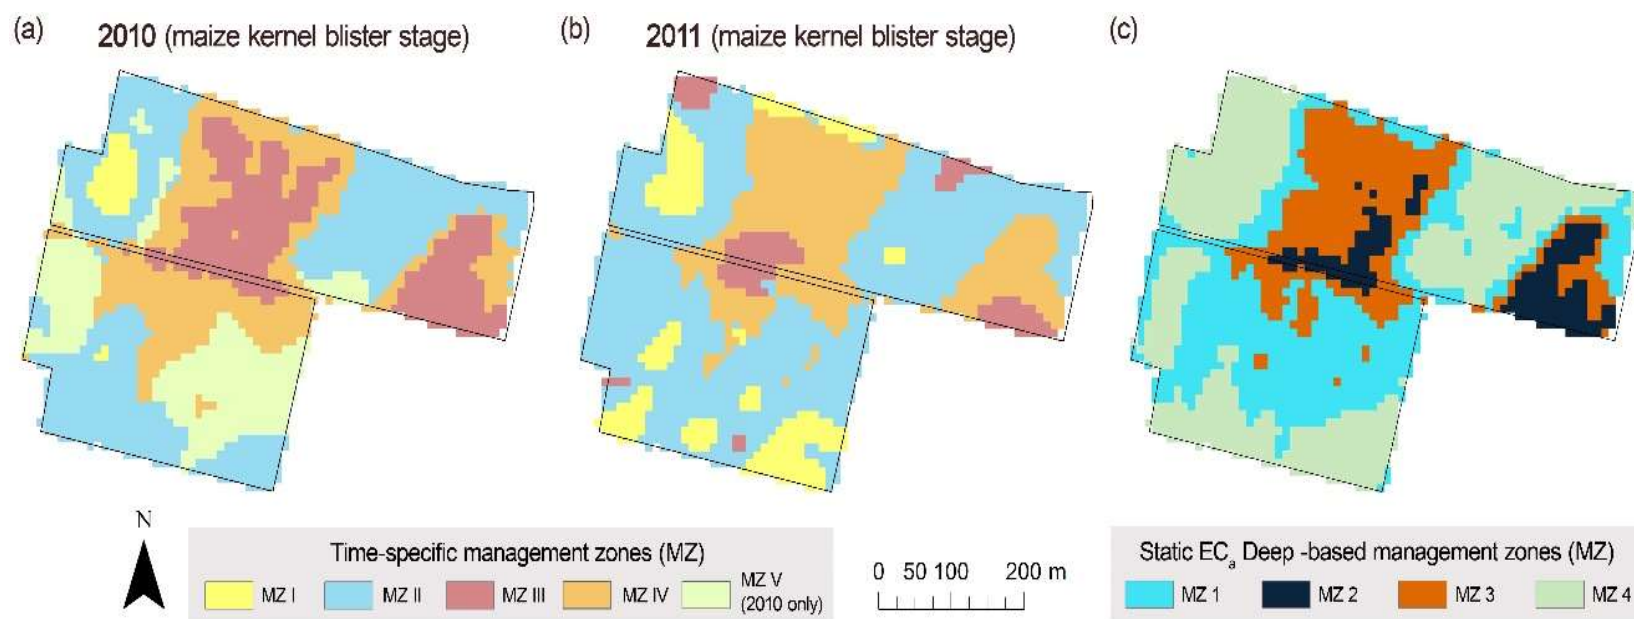 (a) 2010 (maize kernel blister stage)
(b) 2011 (maize kernel blister stage)
(c)
N
Time-specific management zones (MZ)
MZ I
MZ II
MZ III
MZ IV
MZ V
(2010 only)
0 50 100 200 m
Static ECa Deep -based management zones (MZ)
MZ 1
MZ 2
MZ 3
MZ 4